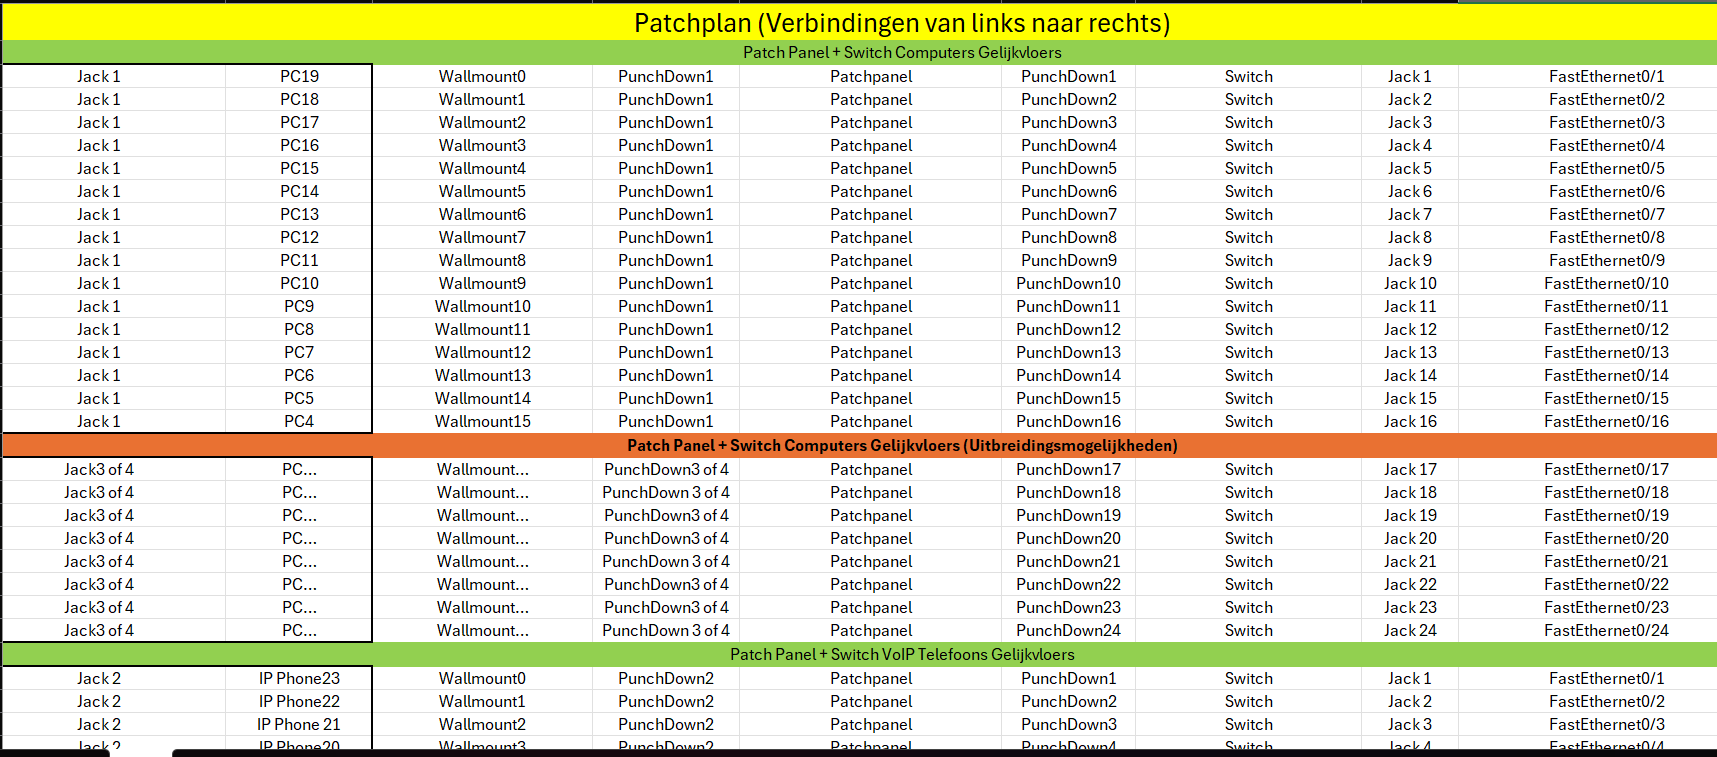 Patchplan (Verbindingen van links naar rechts)
Patch Panel + Switch Computers Gelijkvloers
Jack 1 PC19 Wallmount0 PunchDown1 Patchpanel PunchDown1 Switch Jack 1 FastEthernet0/1
Jack 1 PC18 Wallmount1 PunchDown1 Patchpanel PunchDown2 Switch Jack 2 FastEthernet0/2
Jack 1 PC17 Wallmount2 PunchDown1 Patchpanel PunchDown3 Switch Jack 3 FastEthernet0/3
Jack 1 PC16 Wallmount3 PunchDown1 Patchpanel PunchDown4 Switch Jack 4 FastEthernet0/4
Jack 1 PC15 Wallmount4 PunchDown1 Patchpanel PunchDown5 Switch Jack 5 FastEthernet0/5
Jack 1 PC14 Wallmount5 PunchDown1 Patchpanel PunchDown6 Switch Jack 6 FastEthernet0/6
Jack 1 PC13 Wallmount6 PunchDown1 Patchpanel PunchDown7 Switch Jack 7 FastEthernet0/7
Jack 1 PC12 Wallmount7 PunchDown1 Patchpanel PunchDown8 Switch Jack 8 FastEthernet0/8
Jack 1 PC11 Wallmount8 PunchDown1 Patchpanel PunchDown9 Switch Jack 9 FastEthernet0/9
Jack 1 PC10 Wallmount9 PunchDown1 Patchpanel PunchDown10 Switch Jack 10 FastEthernet0/10
Jack 1 PC9 Wallmount10 PunchDown1 Patchpanel PunchDown11 Switch Jack 11 FastEthernet0/11
Jack 1 PC8 Wallmount11 PunchDown1 Patchpanel PunchDown12 Switch Jack 12 FastEthernet0/12
Jack 1 PC7 Wallmount12 PunchDown1 Patchpanel PunchDown13 Switch Jack 13 FastEthernet0/13
Jack 1 PC6 Wallmount13 PunchDown1 Patchpanel PunchDown14 Switch Jack 14 FastEthernet0/14
Jack 1 PC5 Wallmount14 PunchDown1 Patchpanel PunchDown15 Switch Jack 15 FastEthernet0/15
Jack 1 PC4 Wallmount15 PunchDown1 Patchpanel PunchDown16 Switch Jack 16 FastEthernet0/16
Patch Panel + Switch Computers Gelijkvloers (Uitbreidingsmogelijkheden)
Jack3 of 4 PC... Wallmount... PunchDown3 of 4 Patchpanel PunchDown17 Switch Jack 17 FastEthernet0/17
Jack3 of 4 PC... Wallmount... PunchDown 3 of 4 Patchpanel PunchDown18 Switch Jack 18 FastEthernet0/18
Jack3 of 4 PC... Wallmount... PunchDown3 of 4 Patchpanel PunchDown19 Switch Jack 19 FastEthernet0/19
Jack3 of 4 PC... Wallmount... PunchDown3 of 4 Patchpanel PunchDown20 Switch Jack 20 FastEthernet0/20
Jack3 of 4 PC... Wallmount... PunchDown 3 of 4 Patchpanel PunchDown21 Switch Jack 21 FastEthernet0/21
Jack3 of 4 PC... Wallmount... PunchDown3 of 4 Patchpanel PunchDown22 Switch Jack 22 FastEthernet0/22
Jack3 of 4 PC... Wallmount... PunchDown3 of 4 Patchpanel PunchDown23 Switch Jack 23 FastEthernet0/23
Jack3 of 4 PC... Wallmount... PunchDown 3 of 4 Patchpanel PunchDown24 Switch Jack 24 FastEthernet0/24
Patch Panel + Switch VoIP Telefoons Gelijkvloers
Jack 2 IP Phone23 Wallmount0 PunchDown2 Patchpanel PunchDown1 Switch Jack 1 FastEthernet0/1
Jack 2 IP Phone22 Wallmount1 PunchDown2 Patchpanel PunchDown2 Switch Jack 2 FastEthernet0/2
Jack 2 IP Phone 21 Wallmount2 PunchDown2 Patchpanel PunchDown3 Switch Jack 3 FastEthernet0/3
Jack 2 IP Phone20 Wallmount3 PunchDown2 Patchpanel PunchDown4 Switch Jack 4 FastEthernet0/4